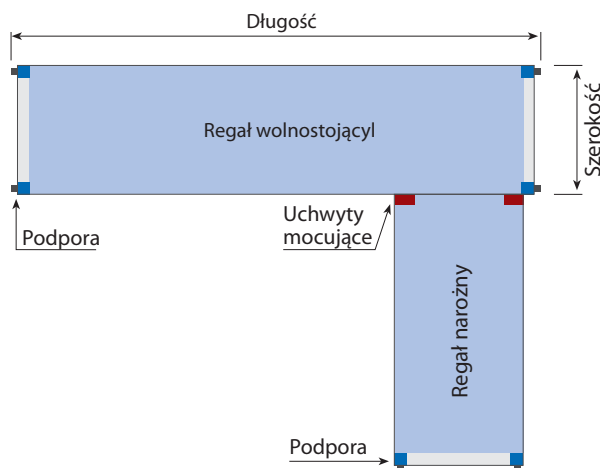 Długość
Szerokość
Regał wolnostojącyl
Podpora
Uchwyty
mocujące
Regał narożny
Podpora